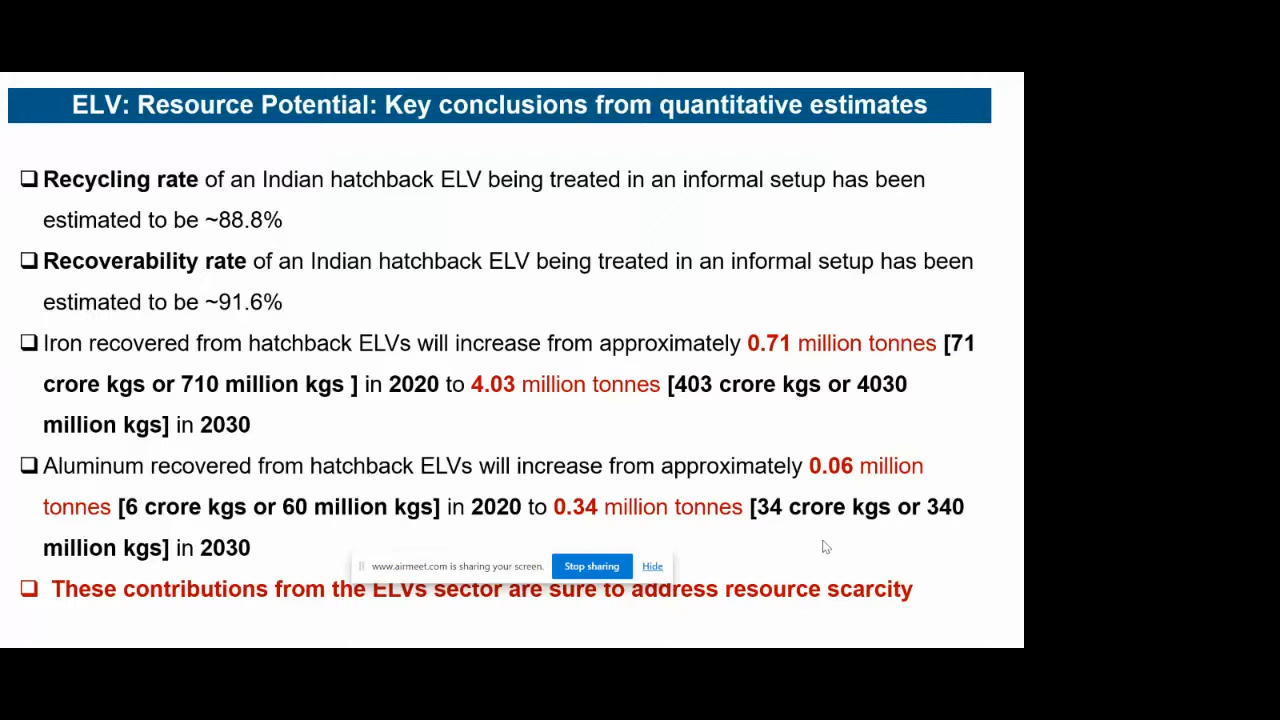 ELV: Resource Potential: Key conclusions from quantitative estimates
Recycling rate of an Indian hatchback ELV being treated in an informal setup has been
estimated to be ~88.8%
Recoverability rate of an Indian hatchback ELV being treated in an informal setup has been
estimated to be ~91.6%
Iron recovered from hatchback ELVs will increase from approximately 0.71 million tonnes [71
crore kgs or 710 million kgs ] in 2020 to 4.03 million tonnes [403 crore kgs or 4030
million kgs] in 2030
Aluminum recovered from hatchback ELVs will increase from approximately 0.06 million
tonnes [6 crore kgs or 60 million kgs] in 2020 to 0.34 million tonnes [34 crore kgs or 340
million kgs] in 2030
www.airmeet.com is sharing your screen. Stop sharing Hide
These contributions from the ELVs sector are sure to address resource scarcity